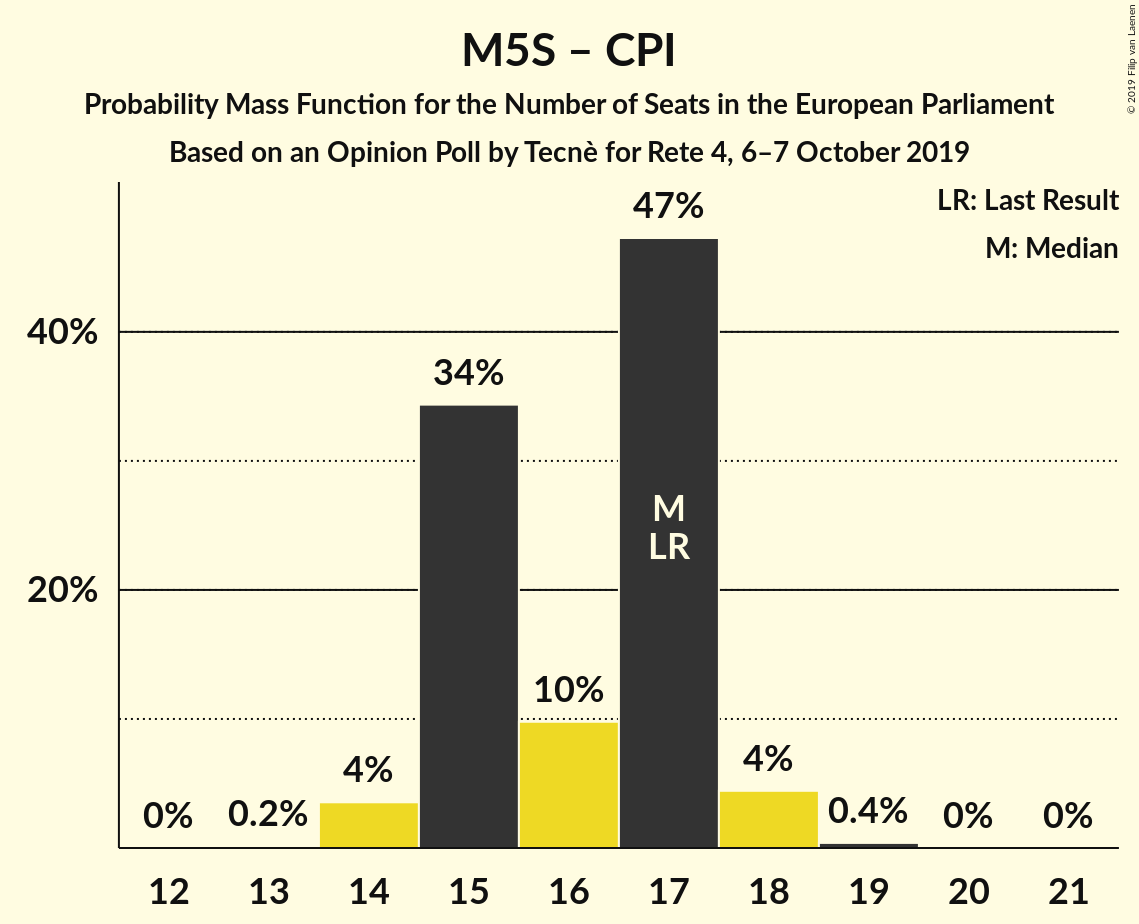 M5S – CPI
Probability Mass Function for the Number of Seats in the European Parliament
Based on an Opinion Poll by Tecnè for Rete 4, 6–7 October 2019
© 2019 Filip van Laenen
LR: Last Result
M: Median
40%
20%
0%
0.2%
4%
34%
10%
47%
M
LR
4%
0.4%
0%
0%
12 13 14 15 16 17 18 19 20 21